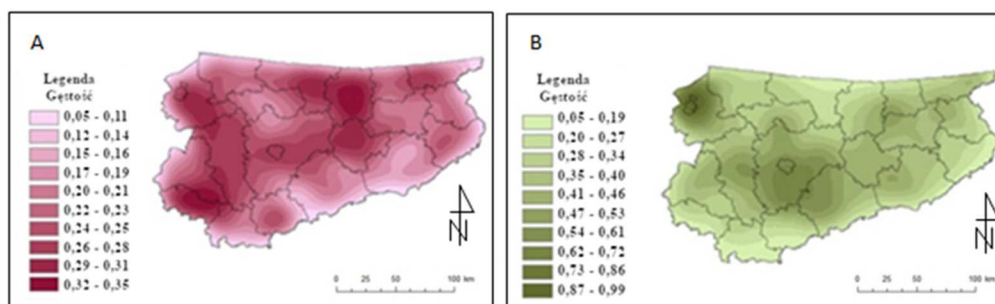 A
Legenda
Gęstość
0,05 - 0,11
0,12 - 0,14
0,15 - 0,16
0,17 - 0,19
0,20 - 0,21
0,22 - 0,23
0,24 - 0,25
0,26 - 0,28
0,29 - 0,31
0,32 - 0,35
N
0 25 50 100 km
B
Legenda
Gęstość
0,05 - 0,19
0,20 - 0,27
0,28 - 0,34
0,35 - 0,40
0,41 - 0,46
0,47 - 0,53
0,54 - 0,61
0,62 - 0,72
0,73 - 0,86
0,87 - 0,99
N
0 25 50 100 km